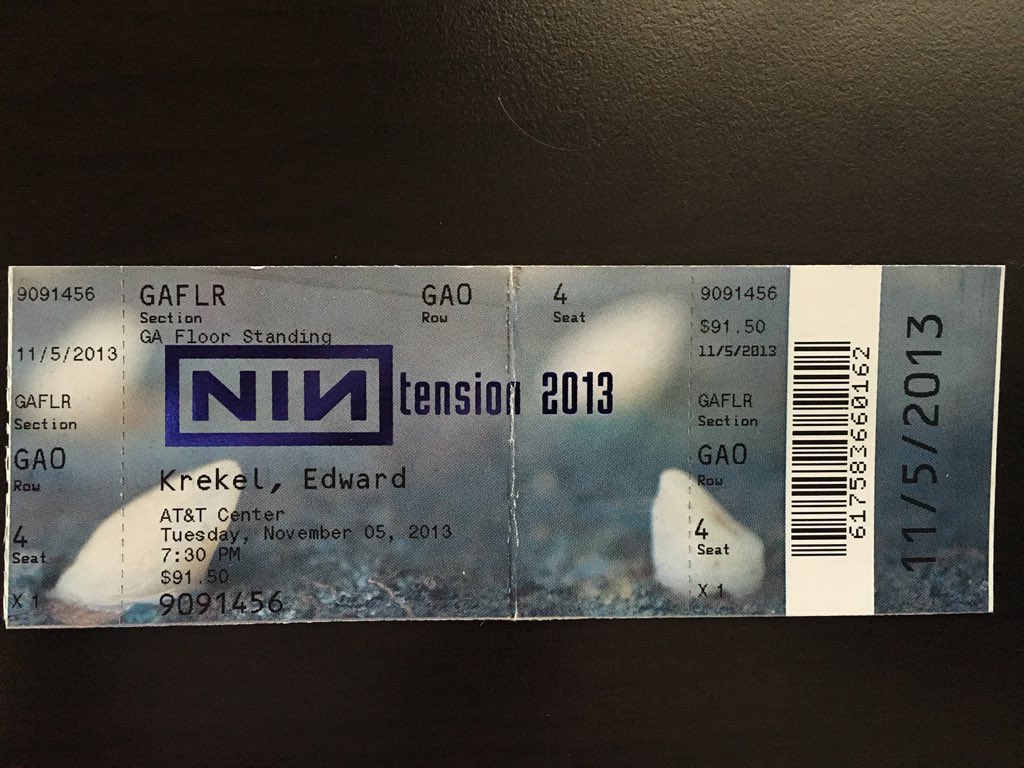 9091456
11/5/2013
GAFLR
Section
GAO
Row
4
Seat
X 1
GAFLR
Section
GA Floor Standing
GAO
Row
4
Seat
NIN tension 2013
Krekel, Edward
AT&T Center
Tuesday, November 05, 2013
7:30 PM
$91.50
9091456
9091456
$91.50
11/5/2013
GAFLR
Section
GAO
Row
4
Seat
X 1
617583660162
11/5/2013